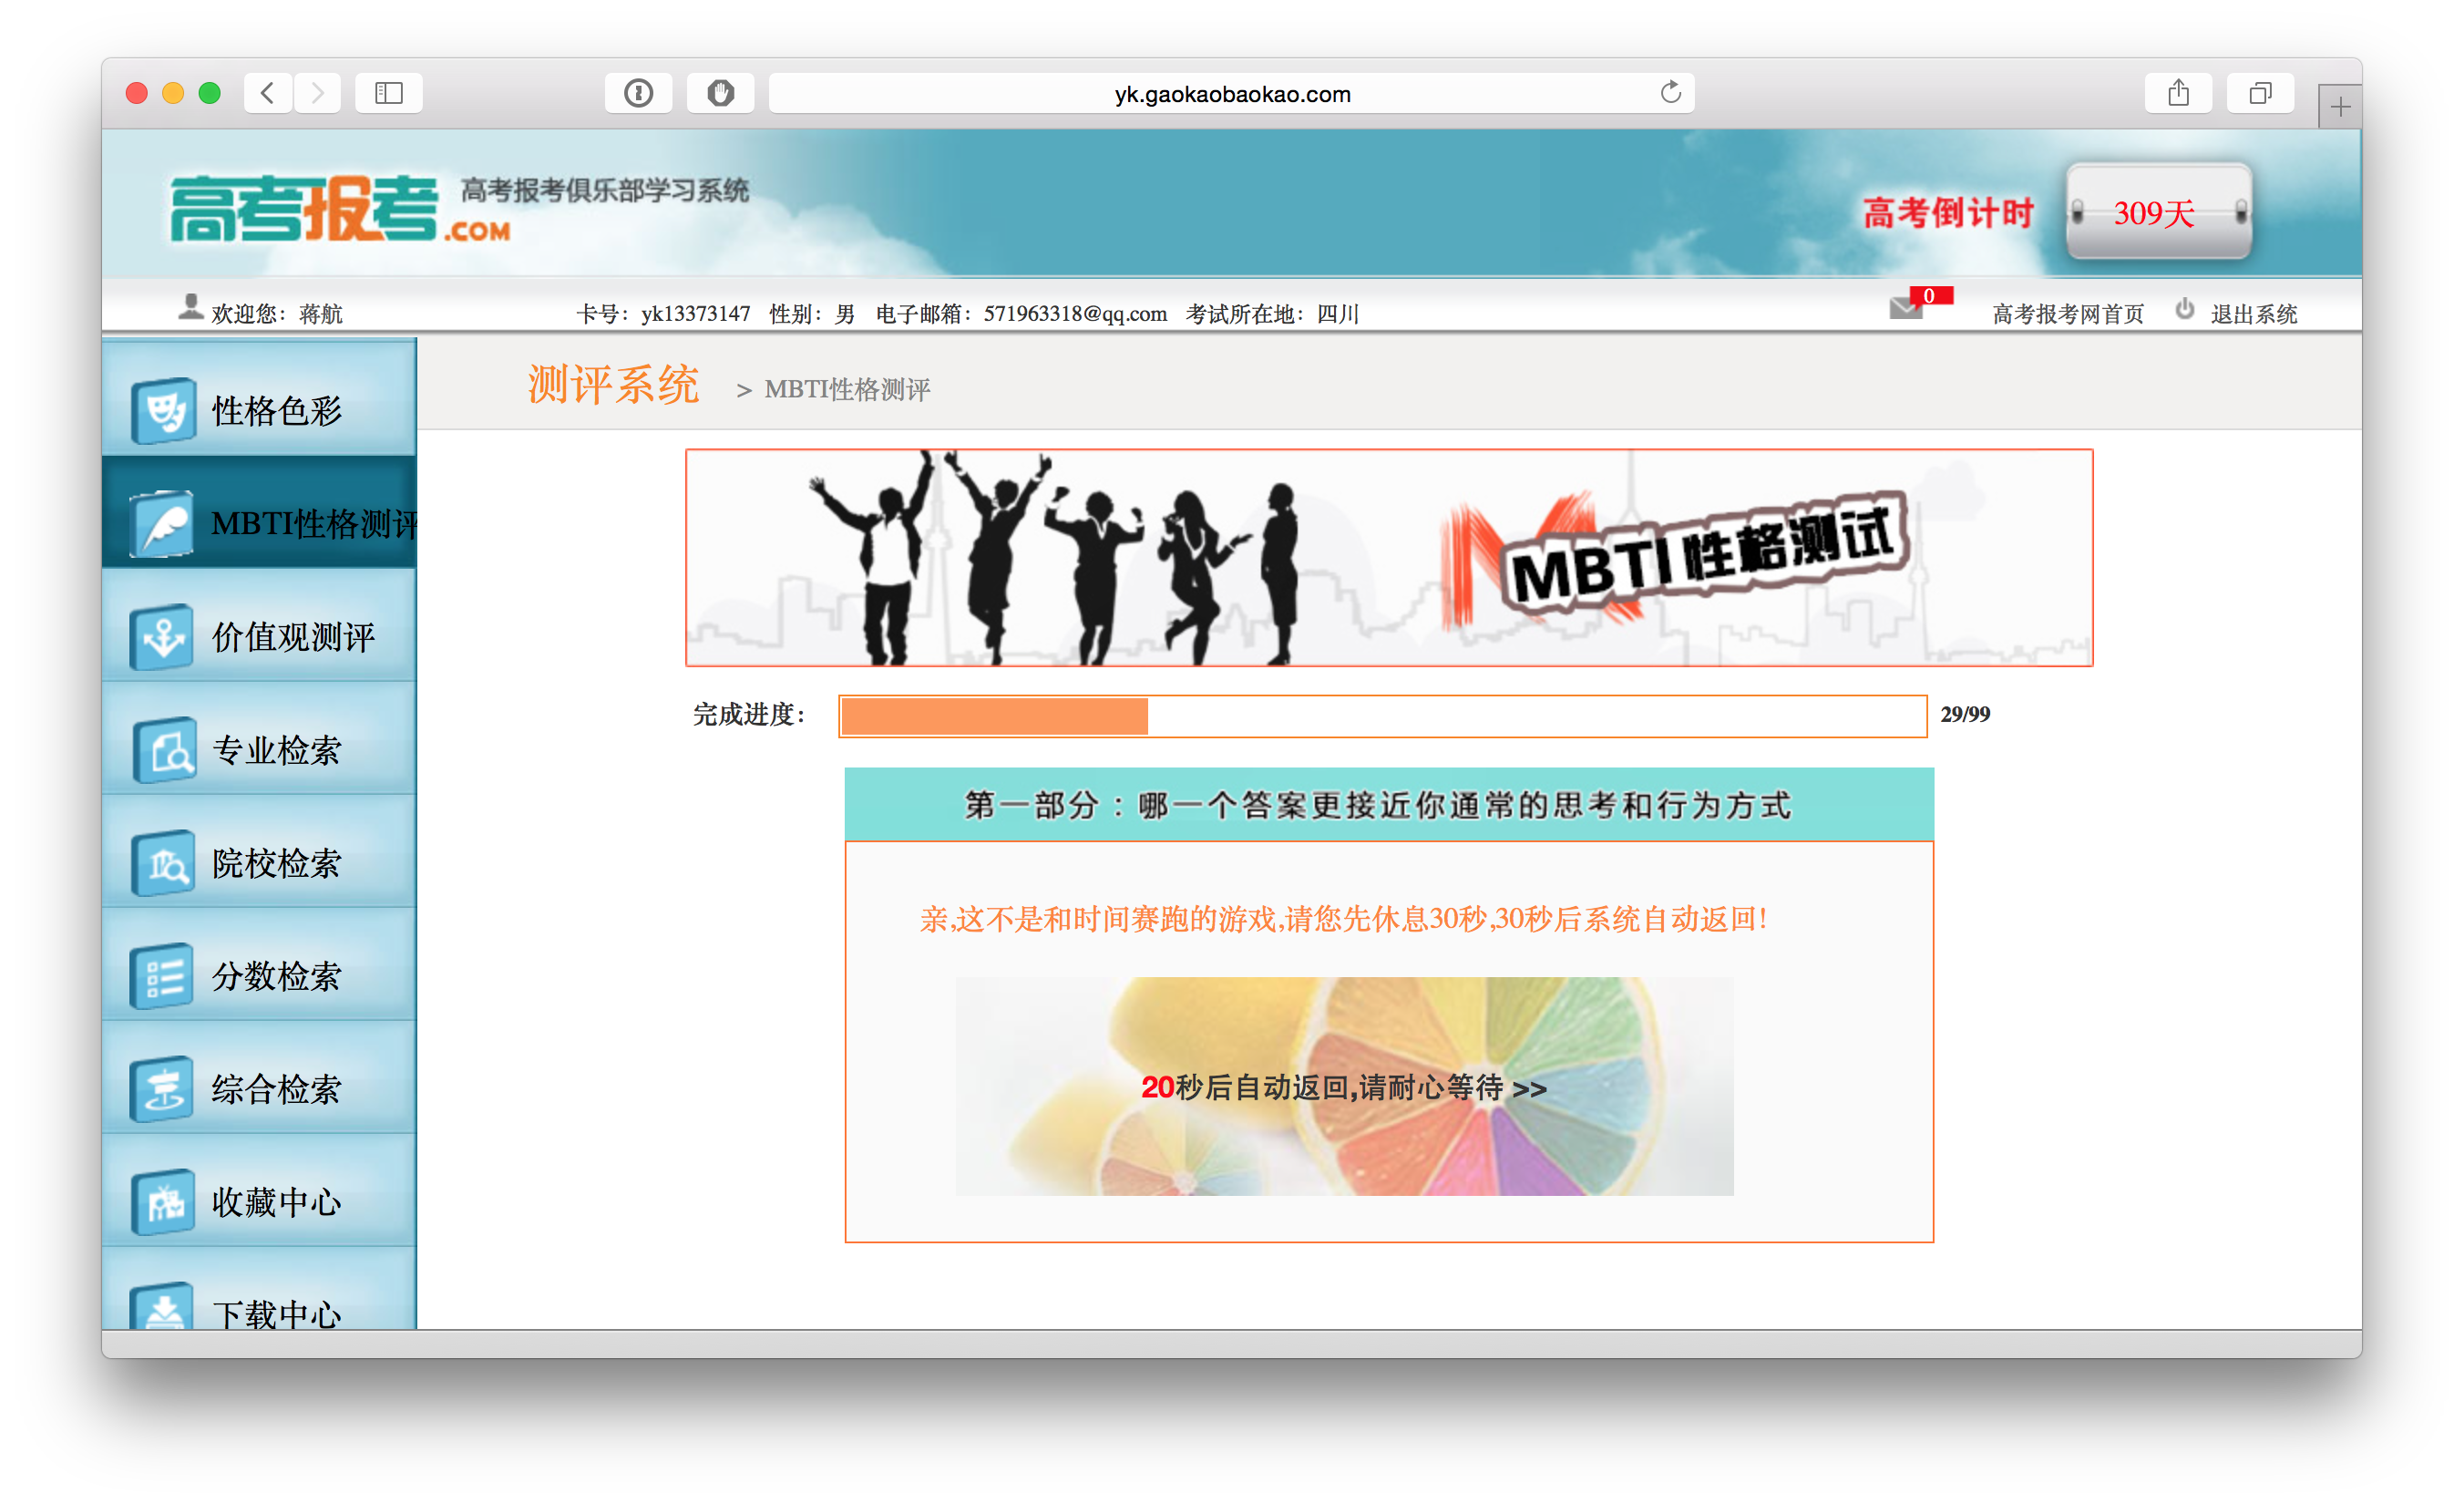 yk.gaokaobaokao.com
高考报考.COM
高考报考俱乐部学习系统
高考倒计时
309天
欢迎您：蒋航
卡号：yk13373147 性别：男 电子邮箱：571963318@qq.com 考试所在地：四川
0
高考报考网首页
退出系统
测评系统 > MBTI性格测评
性格色彩
MBTI性格测评
价值观测评
专业检索
院校检索
分数检索
综合检索
收藏中心
下载中心
M
MBTI性格测试
完成进度：
29/99
第一部分：哪一个答案更接近你通常的思考和行为方式
亲,这不是和时间赛跑的游戏,请您先休息30秒,30秒后系统自动返回!
20秒后自动返回,请耐心等待 >>